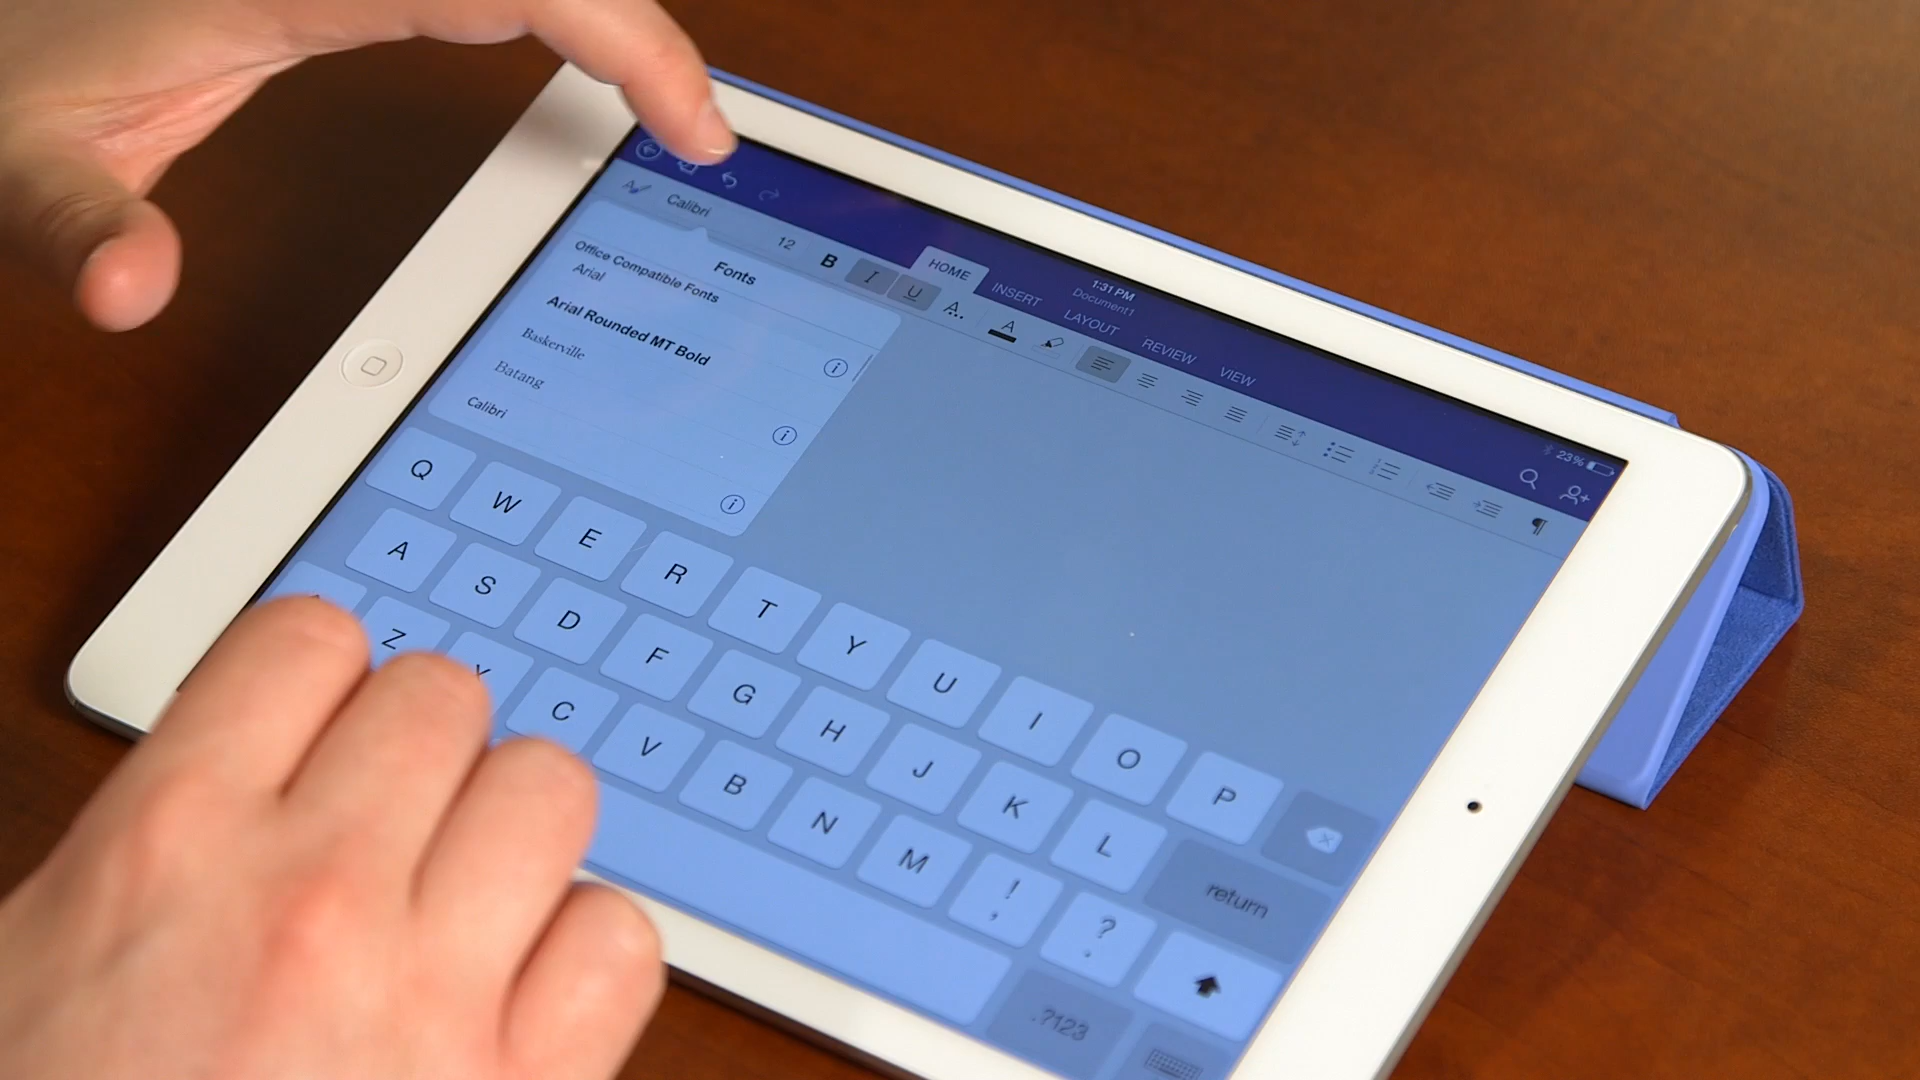 1:31 PM
23%
Document1
HOME
INSERT
LAYOUT
REVIEW
VIEW
Calibri
12
B
I
U
A..
A
Fonts
Office Compatible Fonts
Arial
Arial Rounded MT Bold
Baskerville
Batang
Calibri
Q W E R T Y U I O P
A S D F G H J K L return
Z C V B N M ! , ? .
.?123